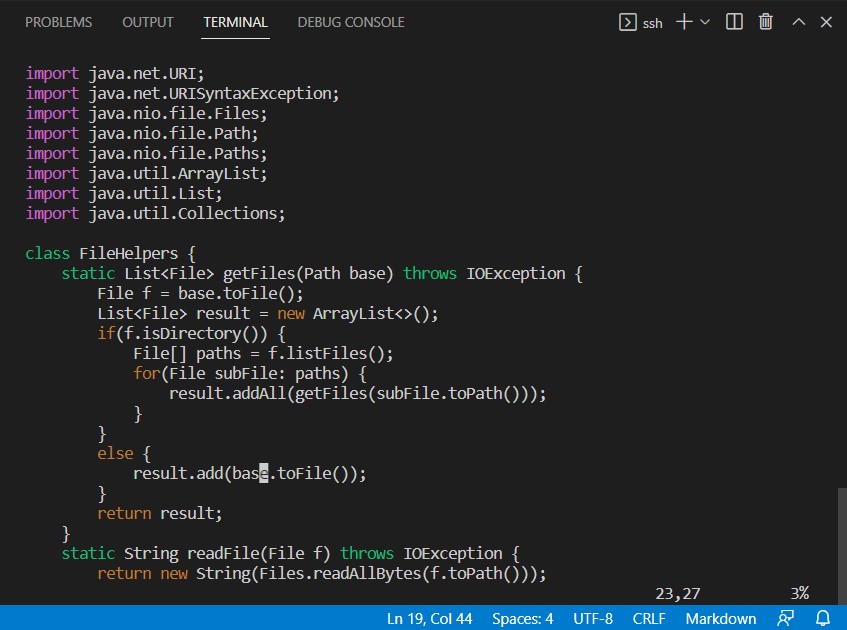 PROBLEMS OUTPUT TERMINAL DEBUG CONSOLE ssh
import java.net.URI;
import java.net.URISyntaxException;
import java.nio.file.Files;
import java.nio.file.Path;
import java.nio.file.Paths;
import java.util.ArrayList;
import java.util.List;
import java.util.Collections;

class FileHelpers {
    static List<File> getFiles(Path base) throws IOException {
        File f = base.toFile();
        List<File> result = new ArrayList<>();
        if(f.isDirectory()) {
            File[] paths = f.listFiles();
            for(File subFile: paths) {
                result.addAll(getFiles(subFile.toPath()));
            }
        }
        else {
            result.add(base.toFile());
        }
        return result;
    }
    static String readFile(File f) throws IOException {
        return new String(Files.readAllBytes(f.toPath()));
23,27 3%
Ln 19, Col 44 Spaces: 4 UTF-8 CRLF Markdown